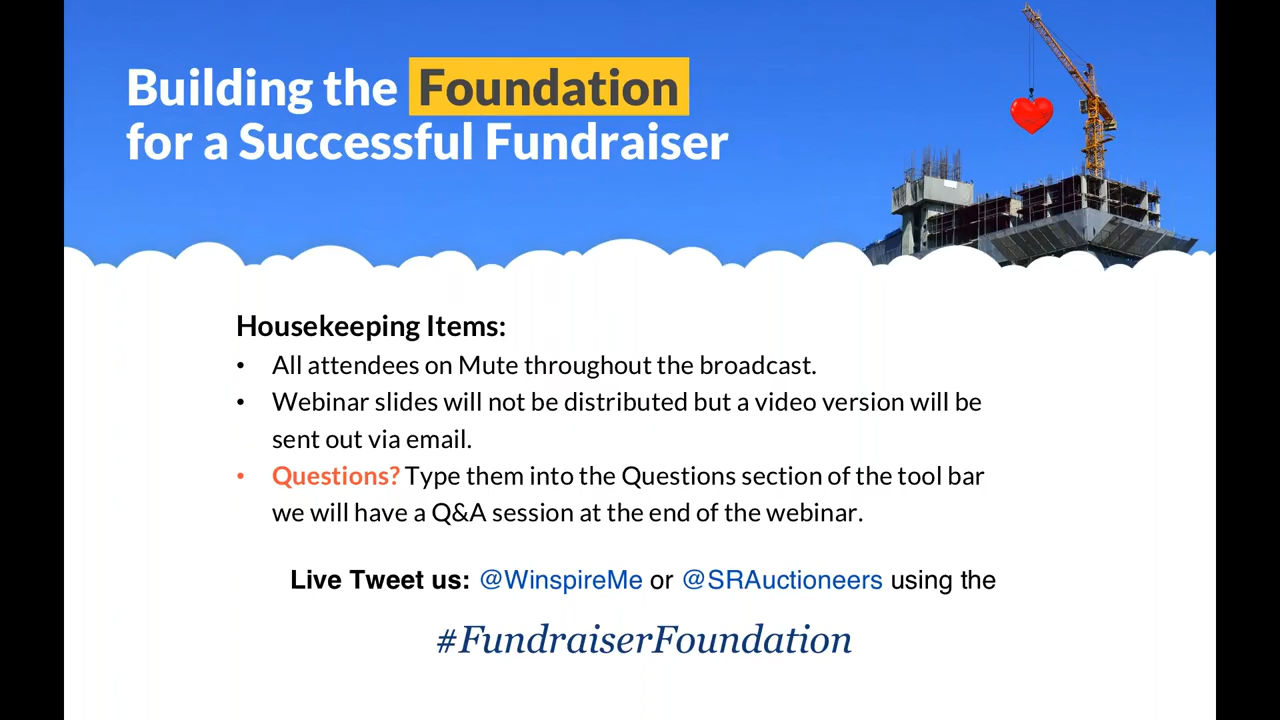 Building the Foundation
for a Successful Fundraiser
Housekeeping Items:
• All attendees on Mute throughout the broadcast.
• Webinar slides will not be distributed but a video version will be
sent out via email.
• Questions? Type them into the Questions section of the tool bar
we will have a Q&A session at the end of the webinar.
Live Tweet us: @WinspireMe or @SRAuctioneers using the
#FundraiserFoundation